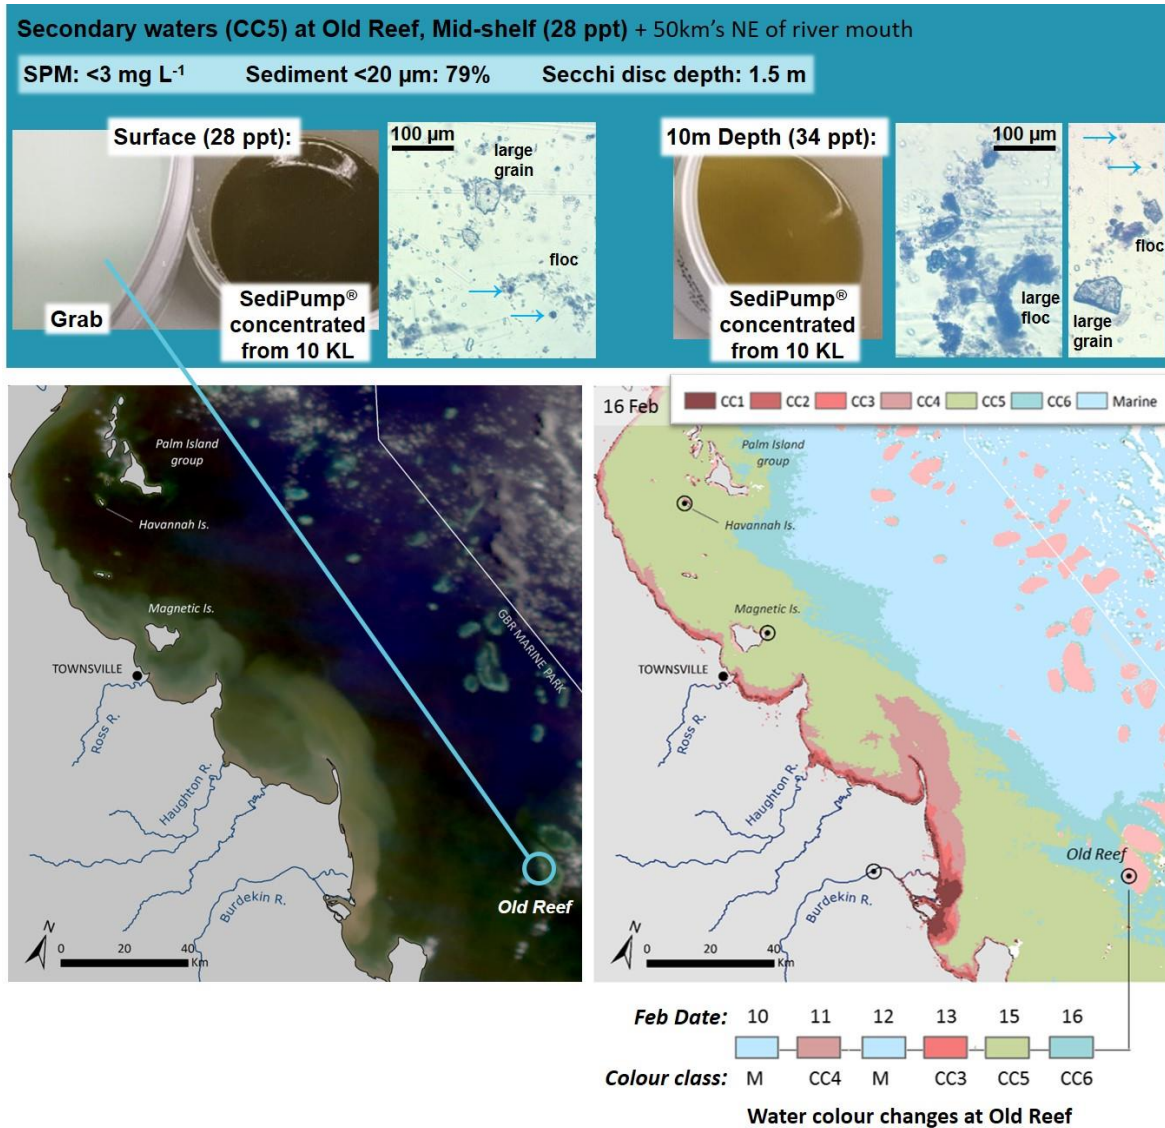 Secondary waters (CC5) at Old Reef, Mid-shelf (28 ppt) + 50km's NE of river mouth
SPM: <3 mg L-1 Sediment <20 µm: 79% Secchi disc depth: 1.5 m
Surface (28 ppt):
Grab
SediPump®
concentrated
from 10 KL
100 µm
large
grain
floc
10m Depth (34 ppt):
SediPump®
concentrated
from 10 KL
100 µm
large
floc
floc
large
grain
Palm Island
group
Havannah Is.
Magnetic Is.
TOWNSVILLE
GBR MARINE PARK
Ross R.
Haughton R.
Burdekin R.
Old Reef
N
0 20 40
Km
16 Feb
CC1 CC2 CC3 CC4 CC5 CC6 Marine
Palm Island
group
Havannah Is.
Magnetic Is.
TOWNSVILLE
Ross R.
Haughton R.
Burdekin R.
Old Reef
N
0 20 40
Km
Feb Date: 10 11 12 13 15 16
Colour class: M CC4 M CC3 CC5 CC6
Water colour changes at Old Reef